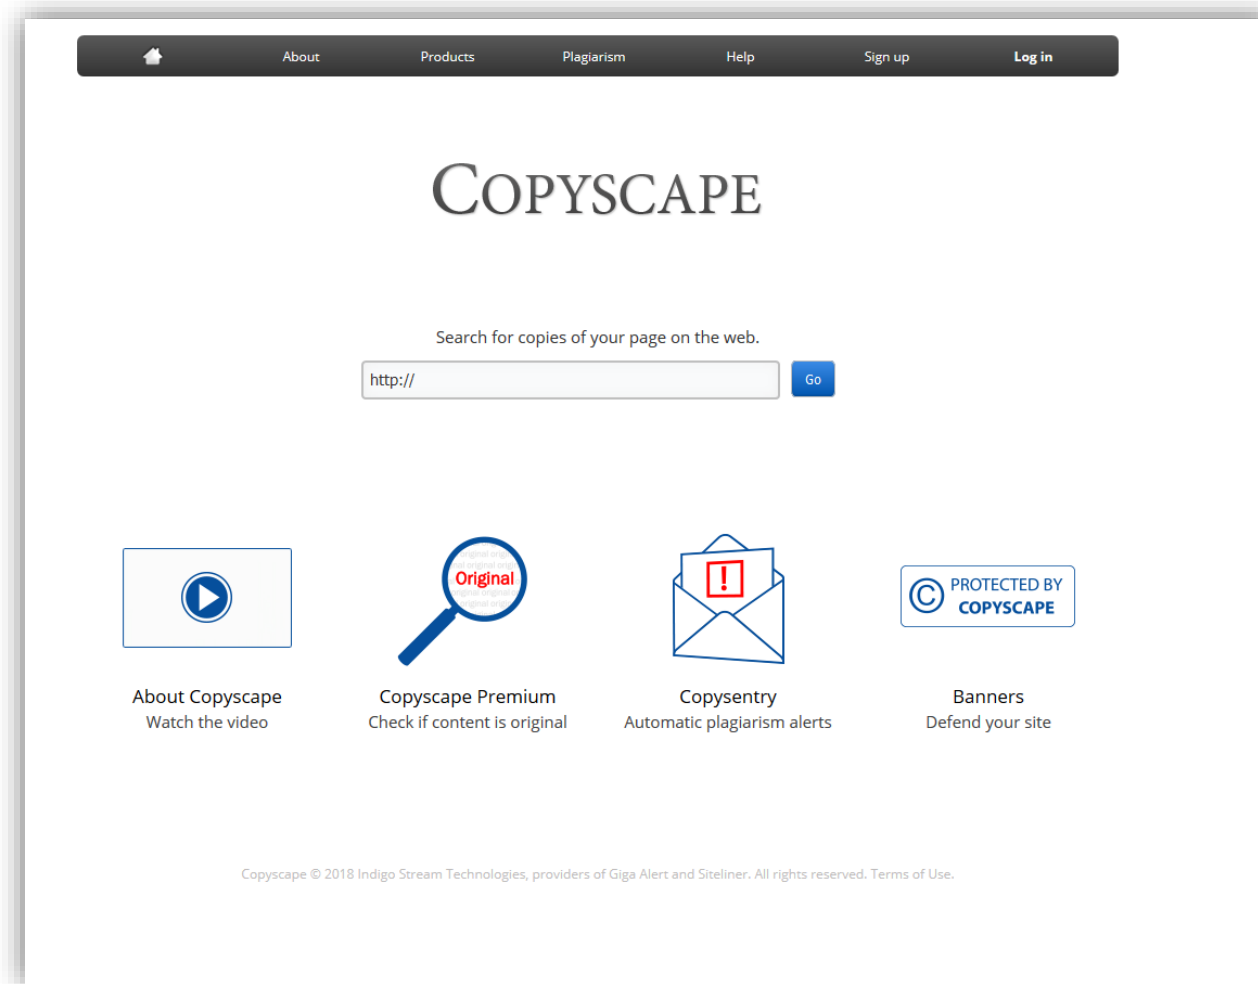 About Products Plagiarism Help Sign up Log in
COPYSCAPE
Search for copies of your page on the web.
http:// Go
Original
!
© PROTECTED BY
COPYSCAPE
About Copyscape Copyscape Premium Copysentry Banners
Watch the video Check if content is original Automatic plagiarism alerts Defend your site
Copyscape © 2018 Indigo Stream Technologies, providers of Giga Alert and Siteliner. All rights reserved. Terms of Use.